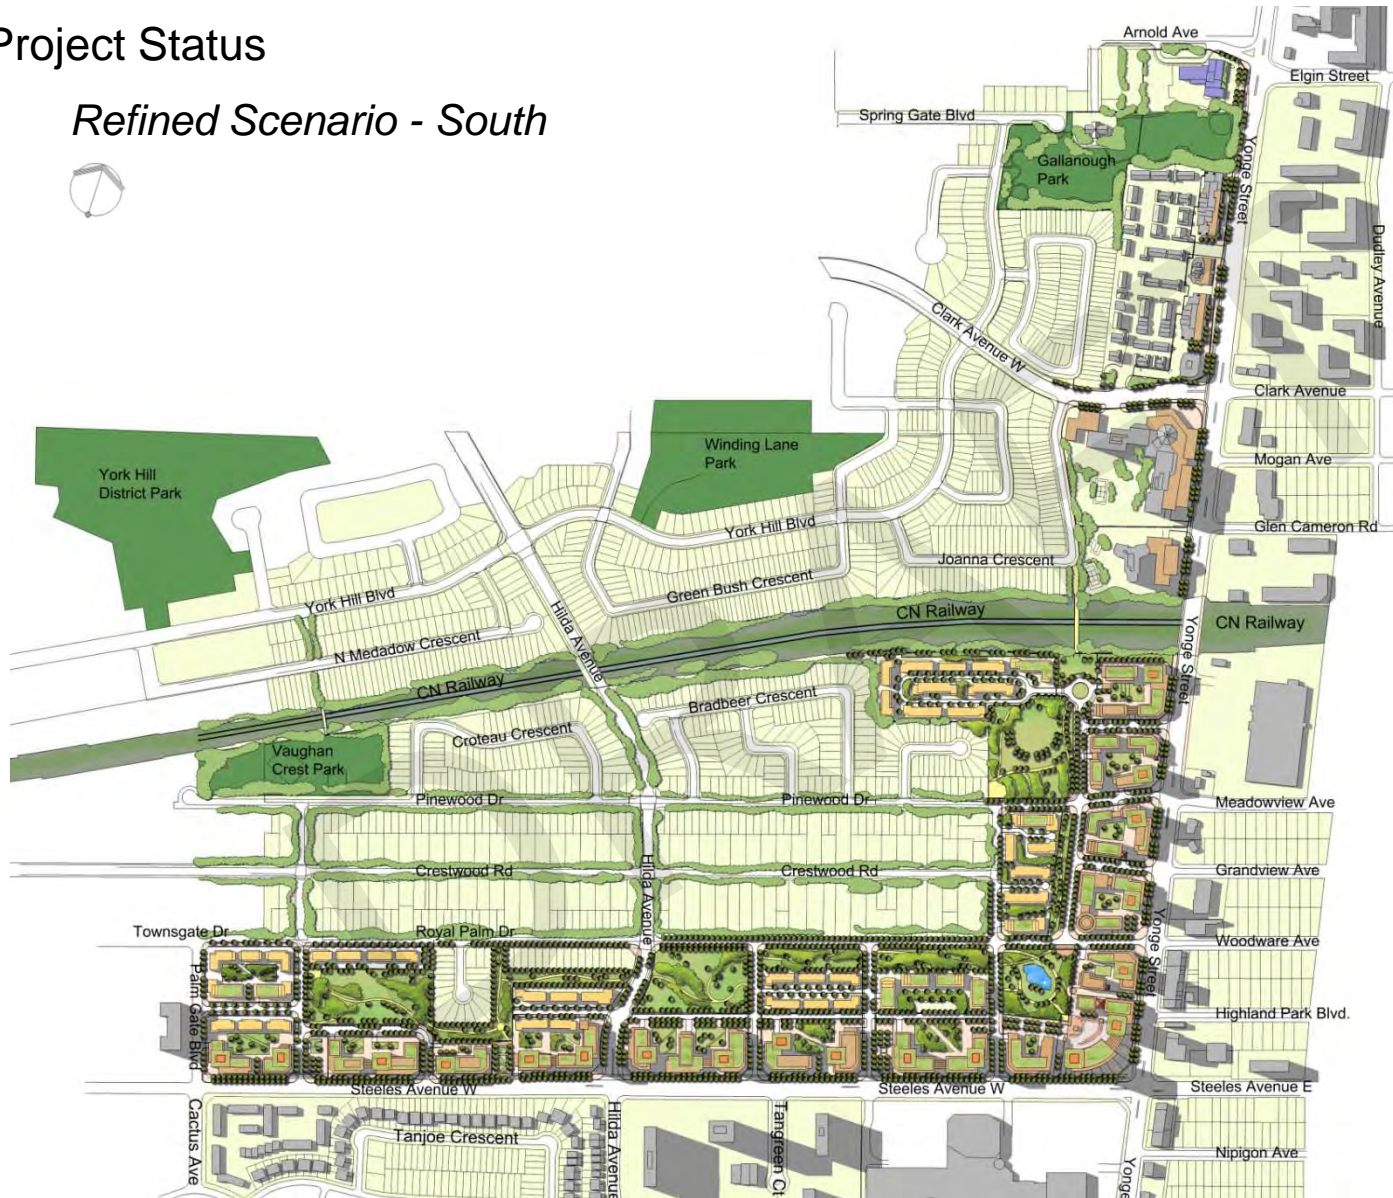 Project Status
Refined Scenario - South
Arnold Ave
Elgin Street
Spring Gate Blvd
Gallanough
Park
Yonge Street
Dudley Avenue
Clark Avenue W
Clark Avenue
Winding Lane
Park
Mogan Ave
York Hill
District Park
York Hill Blvd
Glen Cameron Rd
Joanna Crescent
Green Bush Crescent
York Hill Blvd
Hilda Avenue
CN Railway
CN Railway
Yonge Street
N Medadow Crescent
CN Railway
Bradbeer Crescent
Croteau Crescent
Vaughan
Crest Park
Pinewood Dr
Pinewood Dr
Meadowview Ave
Crestwood Rd
Crestwood Rd
Grandview Ave
Hilda Avenue
Townsgate Dr
Royal Palm Dr
Yonge Street
Woodware Ave
Palm Gate Blvd
Highland Park Blvd.
Steeles Avenue W
Steeles Avenue W
Steeles Avenue E
Cactus Ave
Tanjoe Crescent
Hilda Avenue
Tangreen Ct
Nipigon Ave
Yonge